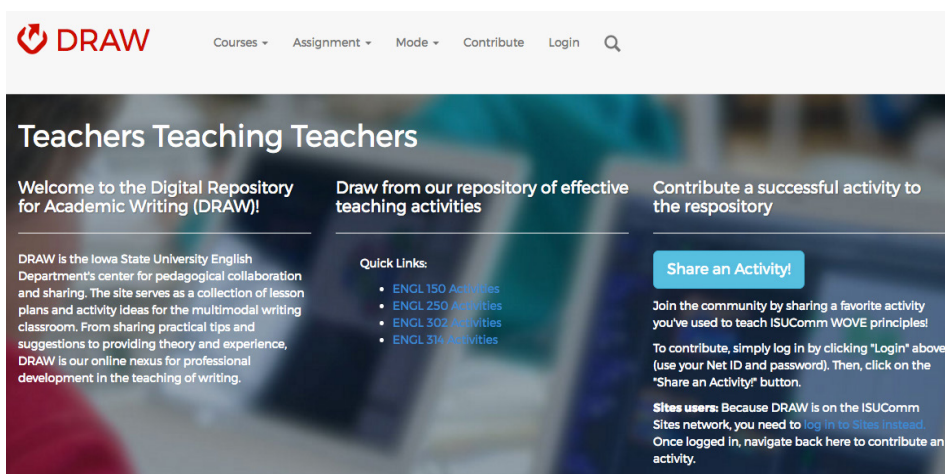 DRAW
Courses Assignment Mode Contribute Login
Teachers Teaching Teachers
Welcome to the Digital Repository
for Academic Writing (DRAW)!
DRAW is the Iowa State University English
Department's center for pedagogical collaboration
and sharing. The site serves as a collection of lesson
plans and activity ideas for the multimodal writing
classroom. From sharing practical tips and
suggestions to providing theory and experience,
DRAW is our online nexus for professional
development in the teaching of writing.
Draw from our repository of effective
teaching activities
Quick Links:
ENGL 150 Activities
ENGL 250 Activities
ENGL 302 Activities
ENGL 314 Activities
Contribute a successful activity to
the respository
Share an Activity!
Join the community by sharing a favorite activity
you've used to teach ISUComm WOVE principles!
To contribute, simply log in by clicking "Login" above
(use your Net ID and password). Then, click on the
"Share an Activity!" button.
Sites users: Because DRAW is on the ISUComm
Sites network, you need to log in to Sites instead.
Once logged in, navigate back here to contribute an
activity.